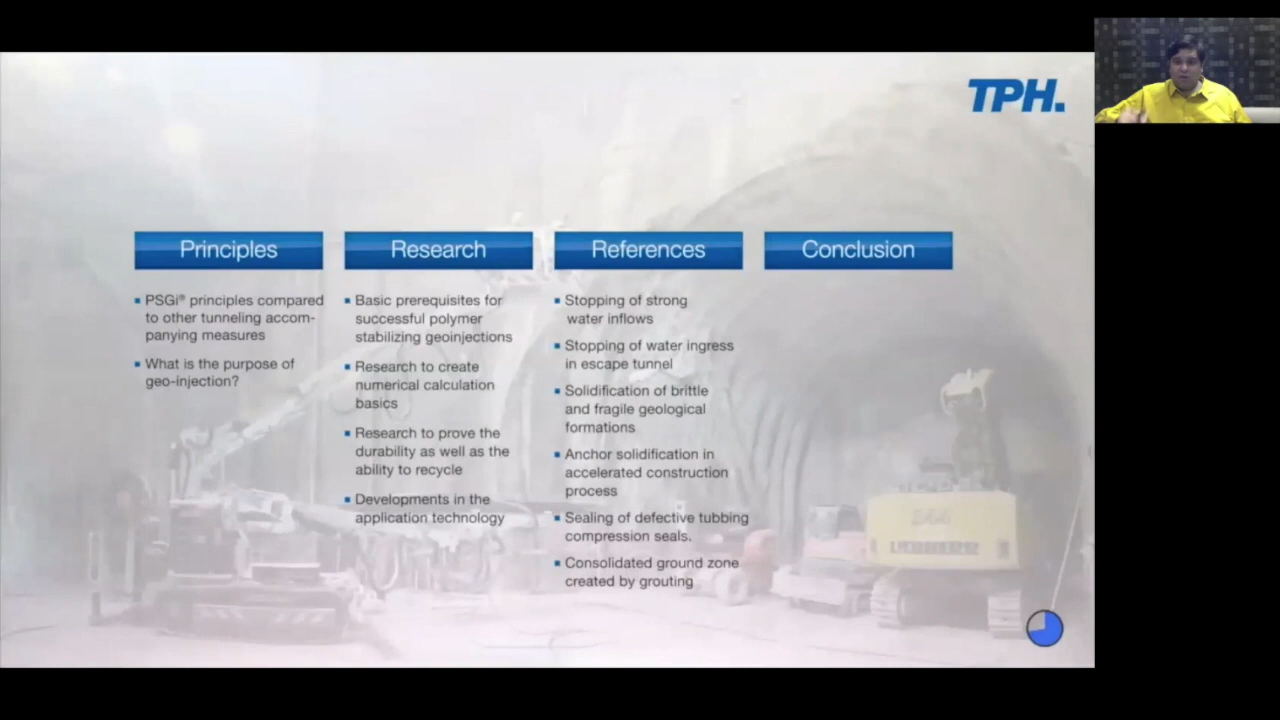 TPH.
Principles
PSGi® principles compared
to other tunneling accom-
panying measures
What is the purpose of
geo-injection?
Research
Basic prerequisites for
successful polymer
stabilizing geoinjections
Research to create
numerical calculation
basics
Research to prove the
durability as well as the
ability to recycle
Developments in the
application technology
References
Stopping of strong
water inflows
Stopping of water ingress
in escape tunnel
Solidification of brittle
and fragile geological
formations
Anchor solidification in
accelerated construction
process
Sealing of defective tubbing
compression seals.
Consolidated ground zone
created by grouting
Conclusion
LIEBHERR